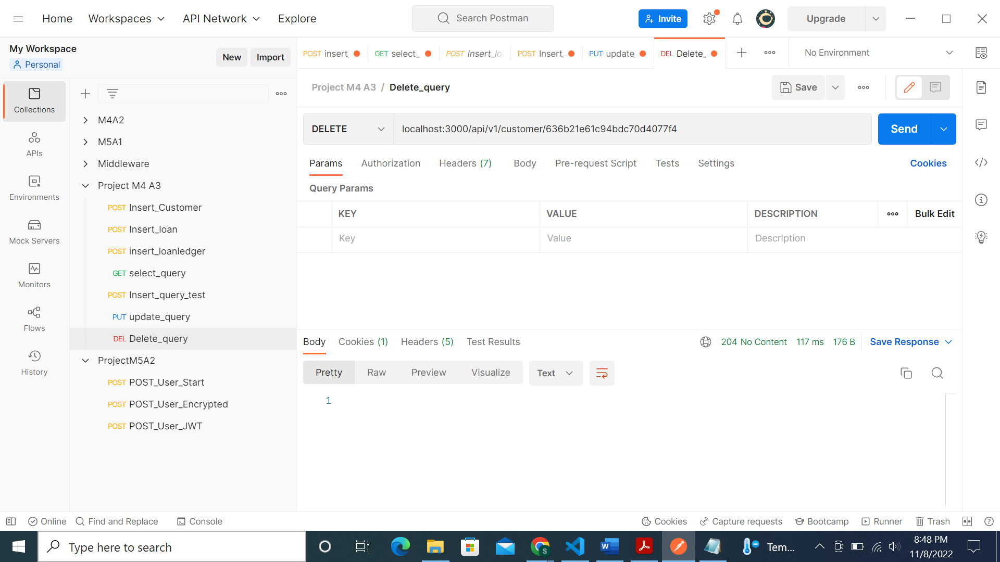 Home Workspaces API Network Explore Search Postman Invite Upgrade
My Workspace
Personal
New Import
POST insert_ GET select_ POST Insert_lo POST Insert_ PUT update_ DEL Delete_ No Environment
Collections
APIs
Environments
Mock Servers
Monitors
Flows
History
M4A2
M5A1
Middleware
Project M4 A3
POST Insert_Customer
POST Insert_loan
POST insert_loanledger
GET select_query
POST Insert_query_test
PUT update_query
DEL Delete_query
ProjectM5A2
POST POST_User_Start
POST POST_User_Encrypted
POST POST_User_JWT
Project M4 A3 / Delete_query Save
DELETE localhost:3000/api/v1/customer/636b21e61c94bdc70d4077f4 Send
Params Authorization Headers (7) Body Pre-request Script Tests Settings Cookies
Query Params
KEY VALUE DESCRIPTION Bulk Edit
Key Value Description
Body Cookies (1) Headers (5) Test Results 204 No Content 117 ms 176 B Save Response
Pretty Raw Preview Visualize Text
1
Online Find and Replace Console Cookies Capture requests Bootcamp Runner Trash
Type here to search Tem... 8:48 PM
11/8/2022